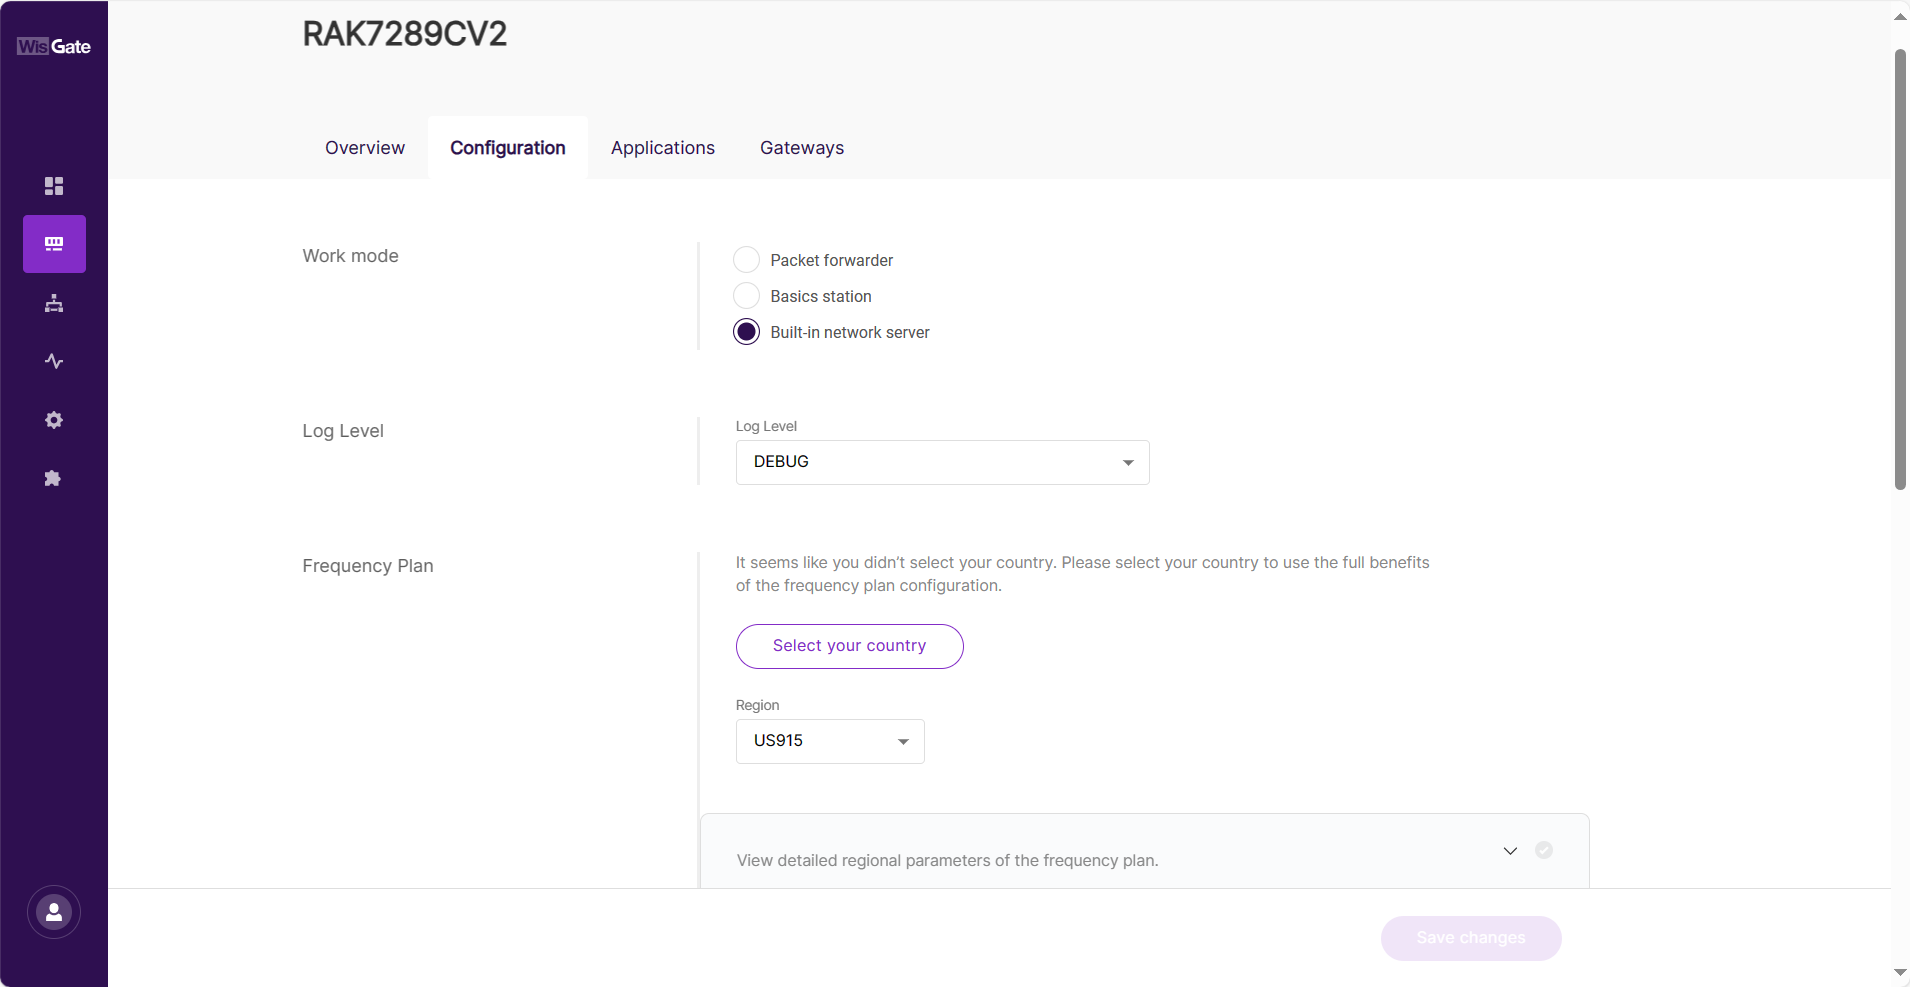 WisGate
RAK7289CV2
Overview
Configuration
Applications
Gateways
Work mode
Packet forwarder
Basics station
Built-in network server
Log Level
Log Level
DEBUG
Frequency Plan
It seems like you didn't select your country. Please select your country to use the full benefits
of the frequency plan configuration.
Select your country
Region
US915
View detailed regional parameters of the frequency plan.
Save changes